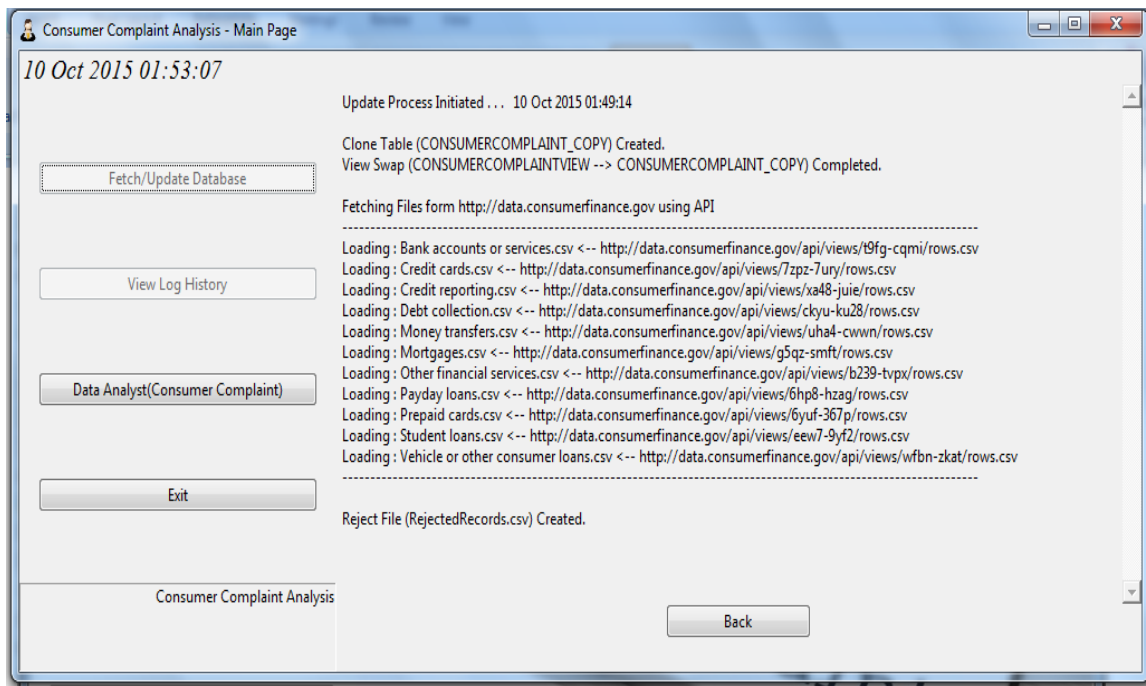 Consumer Complaint Analysis - Main Page
10 Oct 2015 01:53:07
Fetch/Update Database
View Log History
Data Analyst(Consumer Complaint)
Exit
Consumer Complaint Analysis
Update Process Initiated . . . 10 Oct 2015 01:49:14
Clone Table (CONSUMERCOMPLAINT_COPY) Created.
View Swap (CONSUMERCOMPLAINTVIEW --> CONSUMERCOMPLAINT_COPY) Completed.
Fetching Files form http://data.consumerfinance.gov using API
----------------------------------------------------------------------------------------------------------------------
Loading : Bank accounts or services.csv <-- http://data.consumerfinance.gov/api/views/t9fg-cqmi/rows.csv
Loading : Credit cards.csv <-- http://data.consumerfinance.gov/api/views/7zpz-7ury/rows.csv
Loading : Credit reporting.csv <-- http://data.consumerfinance.gov/api/views/xa48-juie/rows.csv
Loading : Debt collection.csv <-- http://data.consumerfinance.gov/api/views/ckyu-ku28/rows.csv
Loading : Money transfers.csv <-- http://data.consumerfinance.gov/api/views/uha4-cwwn/rows.csv
Loading : Mortgages.csv <-- http://data.consumerfinance.gov/api/views/g5qz-smft/rows.csv
Loading : Other financial services.csv <-- http://data.consumerfinance.gov/api/views/b239-tvpx/rows.csv
Loading : Payday loans.csv <-- http://data.consumerfinance.gov/api/views/6hp8-hzag/rows.csv
Loading : Prepaid cards.csv <-- http://data.consumerfinance.gov/api/views/6yuf-367p/rows.csv
Loading : Student loans.csv <-- http://data.consumerfinance.gov/api/views/eew7-9yf2/rows.csv
Loading : Vehicle or other consumer loans.csv <-- http://data.consumerfinance.gov/api/views/wfbn-zkat/rows.csv
----------------------------------------------------------------------------------------------------------------------
Reject File (RejectedRecords.csv) Created.
Back